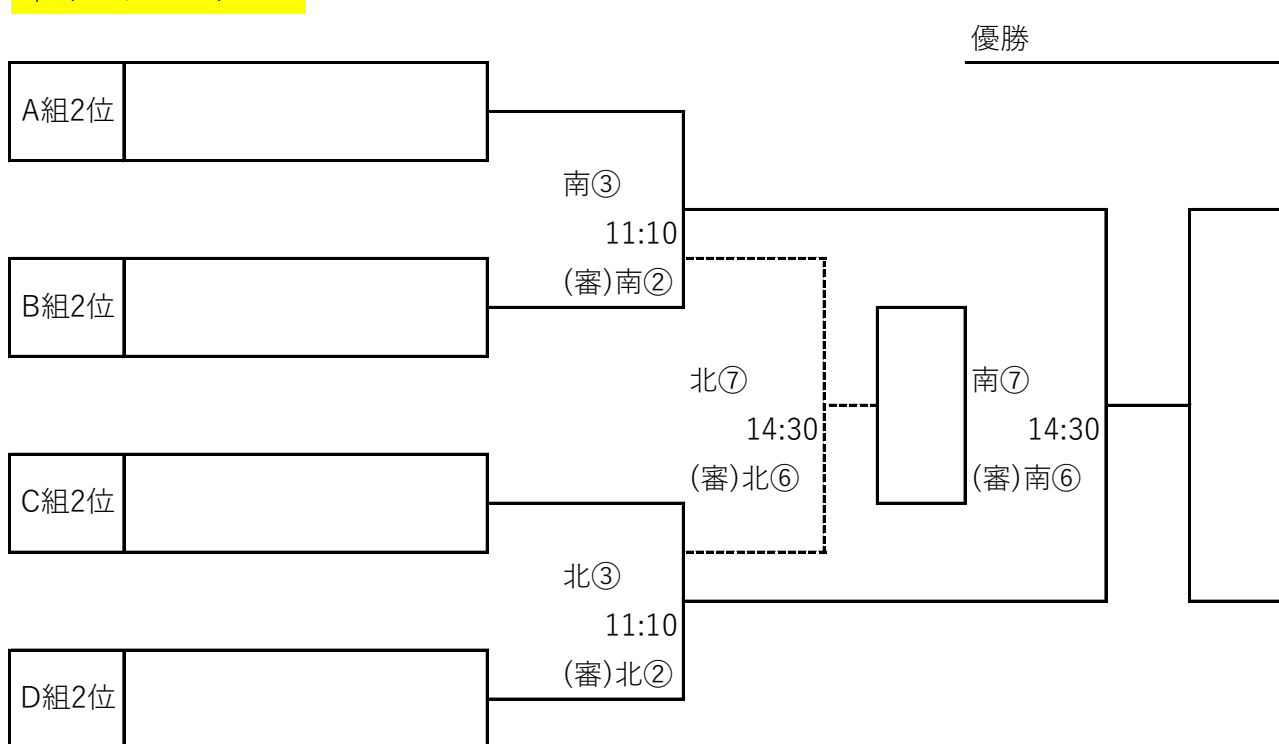 優勝
A組2位
南③
11:10
(審)南②
B組2位
北⑦
14:30
(審)北⑥
南⑦
14:30
(審)南⑥
C組2位
北③
11:10
(審)北②
D組2位